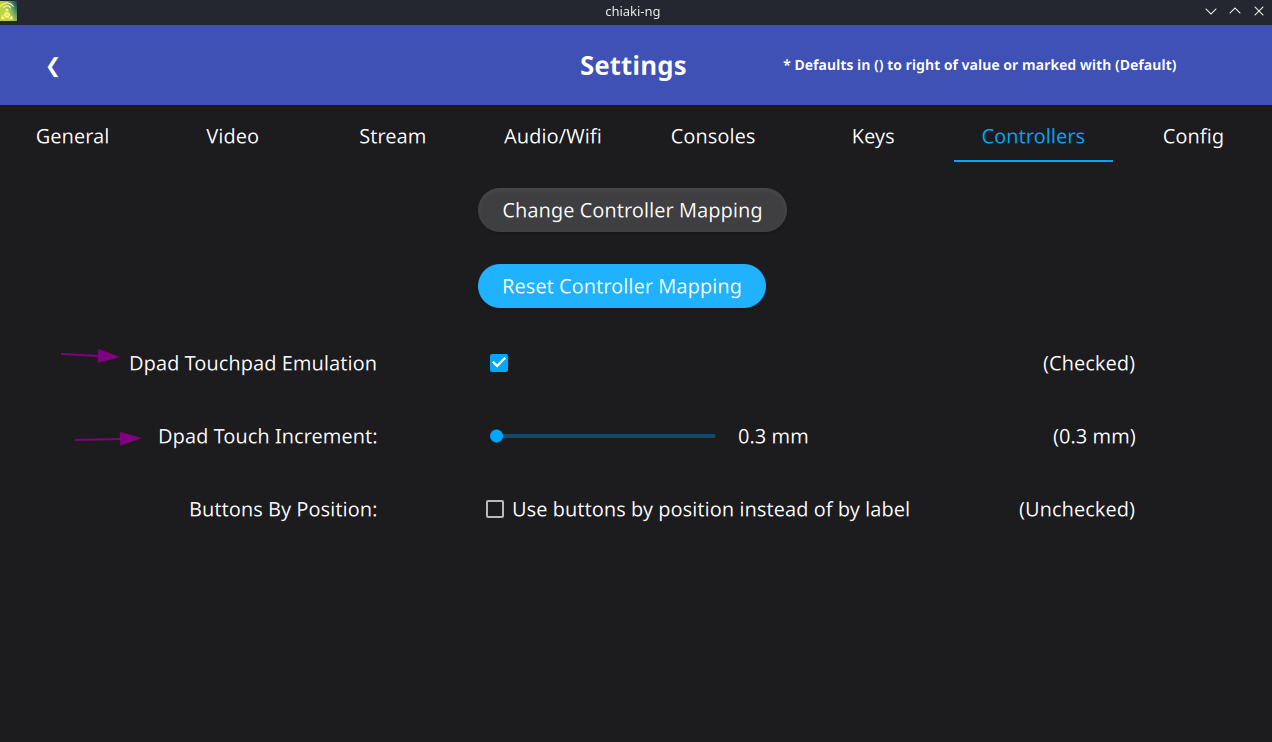 chiaki-ng
❮ Settings * Defaults in () to right of value or marked with (Default)
General Video Stream Audio/Wifi Consoles Keys Controllers Config
Change Controller Mapping
Reset Controller Mapping
Dpad Touchpad Emulation (Checked)
Dpad Touch Increment: 0.3 mm (0.3 mm)
Buttons By Position: Use buttons by position instead of by label (Unchecked)